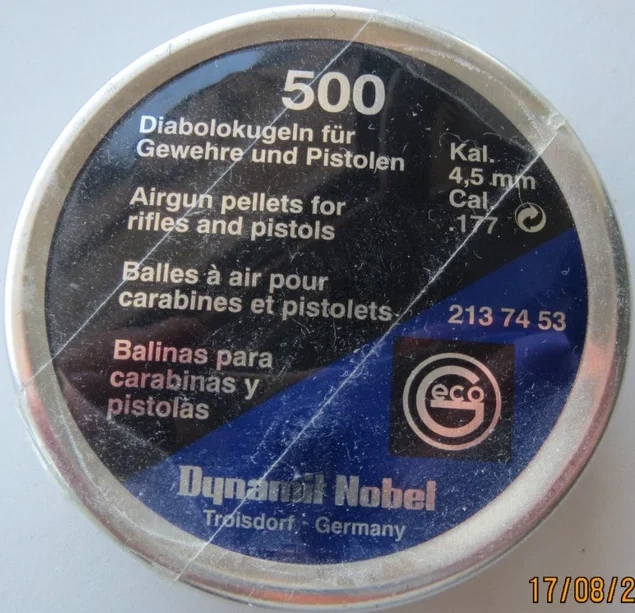 500
Diabolokugeln für
Gewehre und Pistolen
Kal.
4,5 mm
Cal.
.177
Airgun pellets for
rifles and pistols
Balles à air pour
carabines et pistolets
213 74 53
Balinas para
carabinas y
pistolas
Geco
Dynamit Nobel
Troisdorf · Germany
17/08/2